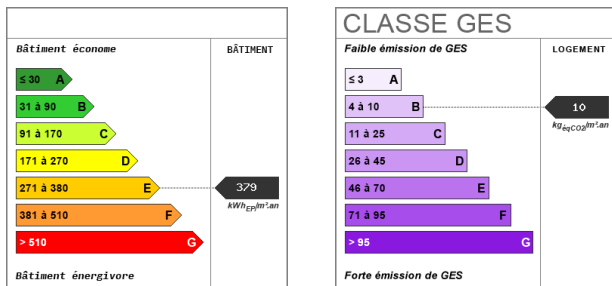 Bâtiment économe
BÂTIMENT
≤ 30 A
31 à 90 B
91 à 170 C
171 à 270 D
271 à 380 E
379
kWhEP/m².an
381 à 510 F
> 510 G
Bâtiment énergivore
CLASSE GES
Faible émission de GES
LOGEMENT
≤ 3 A
4 à 10 B
10
kgéqCO2/m².an
11 à 25 C
26 à 45 D
46 à 70 E
71 à 95 F
> 95 G
Forte émission de GES